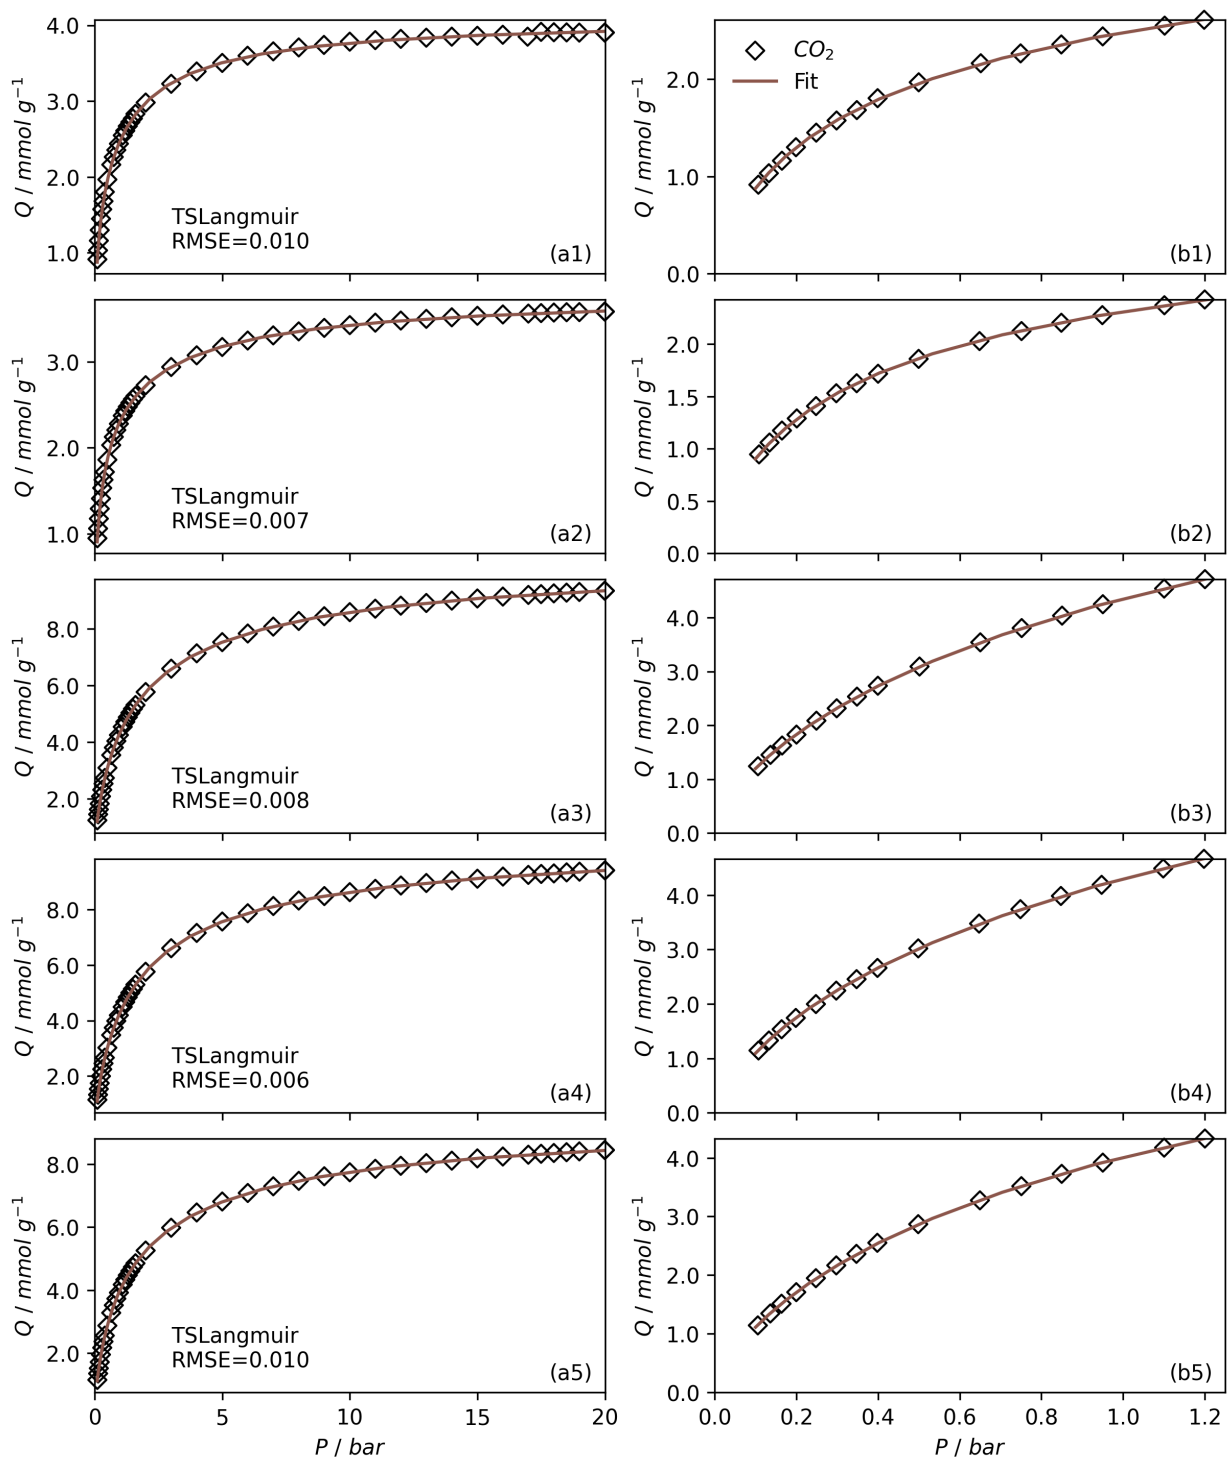 4.0
3.0
2.0
1.0
Q / mmol g⁻¹
TSLangmuir
RMSE=0.010
(a1)
2.0
1.0
0.0
Q / mmol g⁻¹
CO₂
Fit
(b1)
3.0
2.0
1.0
Q / mmol g⁻¹
TSLangmuir
RMSE=0.007
(a2)
2.0
1.5
1.0
0.5
0.0
Q / mmol g⁻¹
(b2)
8.0
6.0
4.0
2.0
Q / mmol g⁻¹
TSLangmuir
RMSE=0.008
(a3)
4.0
3.0
2.0
1.0
0.0
Q / mmol g⁻¹
(b3)
8.0
6.0
4.0
2.0
Q / mmol g⁻¹
TSLangmuir
RMSE=0.006
(a4)
4.0
3.0
2.0
1.0
0.0
Q / mmol g⁻¹
(b4)
8.0
6.0
4.0
2.0
Q / mmol g⁻¹
TSLangmuir
RMSE=0.010
(a5)
0 5 10 15 20
P / bar
4.0
3.0
2.0
1.0
0.0
Q / mmol g⁻¹
(b5)
0.0 0.2 0.4 0.6 0.8 1.0 1.2
P / bar